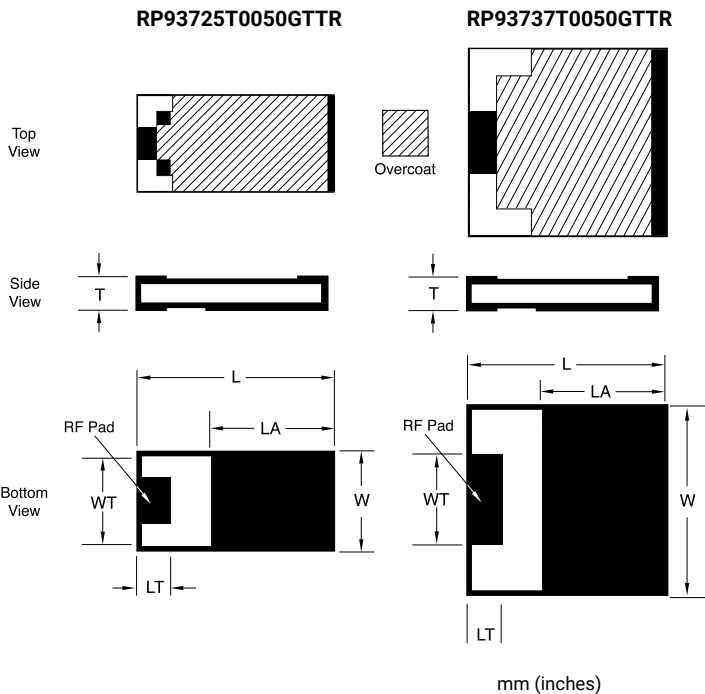 RP93725T0050GTTR
RP93737T0050GTTR
Top
View
Overcoat
Side
View
T
T
L
L
LA
LA
RF Pad
RF Pad
Bottom
View
WT
W
WT
W
LT
LT
mm (inches)